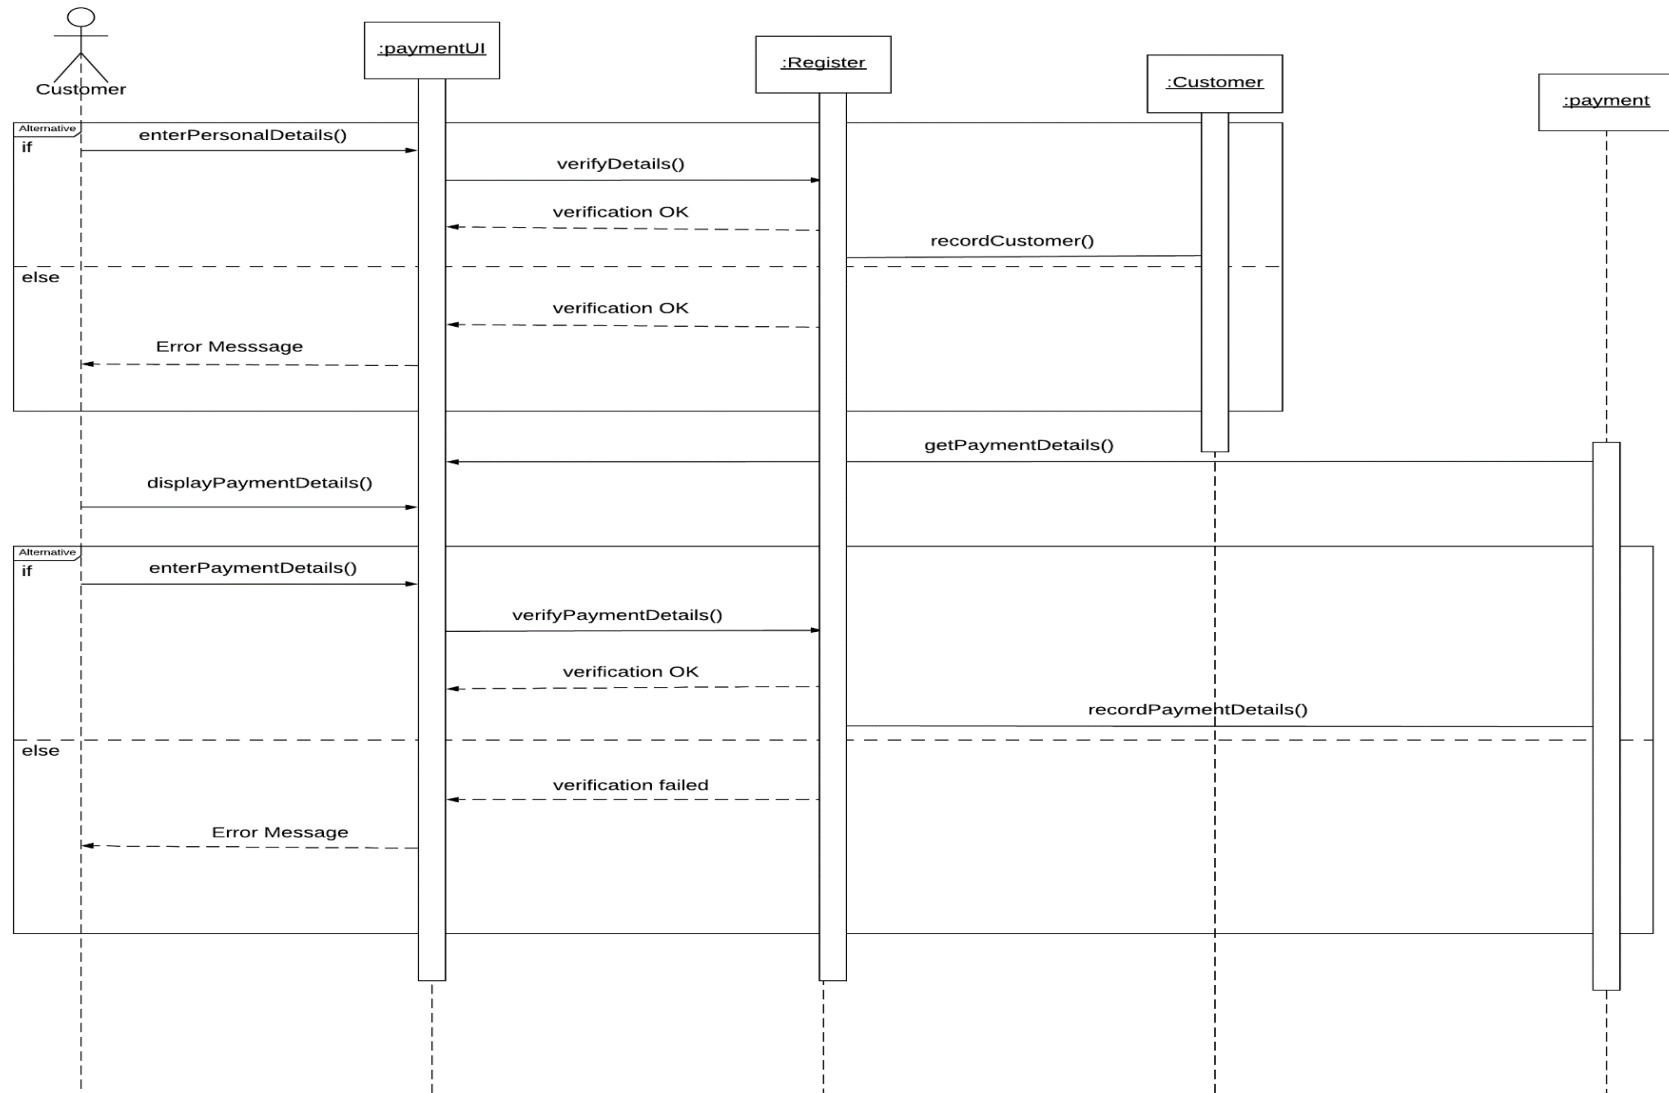 :paymentUI
:Register
:Customer
:payment
Customer
Alternative
if
enterPersonalDetails()
verifyDetails()
verification OK
recordCustomer()
else
verification OK
Error Messsage
getPaymentDetails()
displayPaymentDetails()
Alternative
if
enterPaymentDetails()
verifyPaymentDetails()
verification OK
recordPaymentDetails()
else
verification failed
Error Message